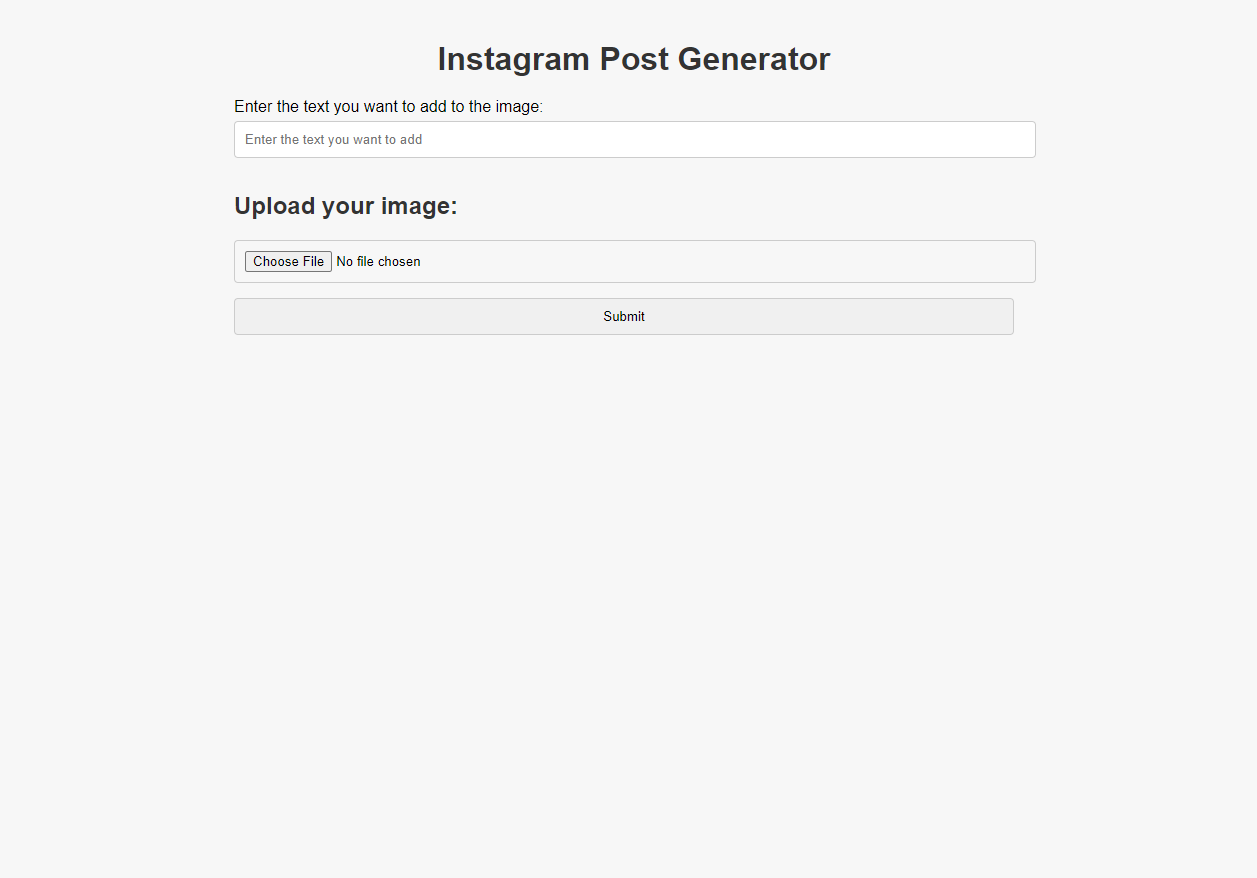 Instagram Post Generator
Enter the text you want to add to the image:
Enter the text you want to add
Upload your image:
Choose File No file chosen
Submit